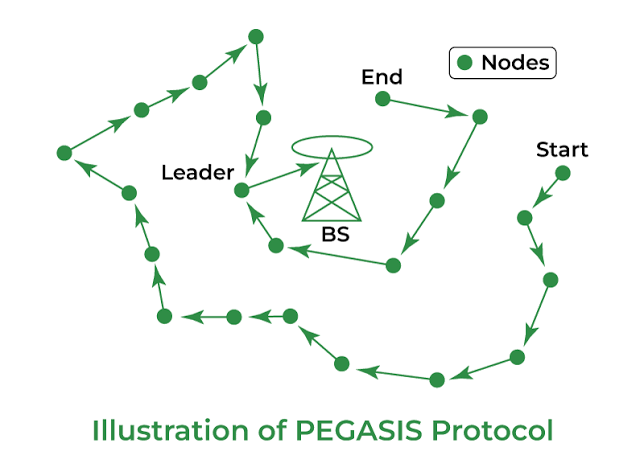 Nodes
End
Start
Leader
BS
Illustration of PEGASIS Protocol